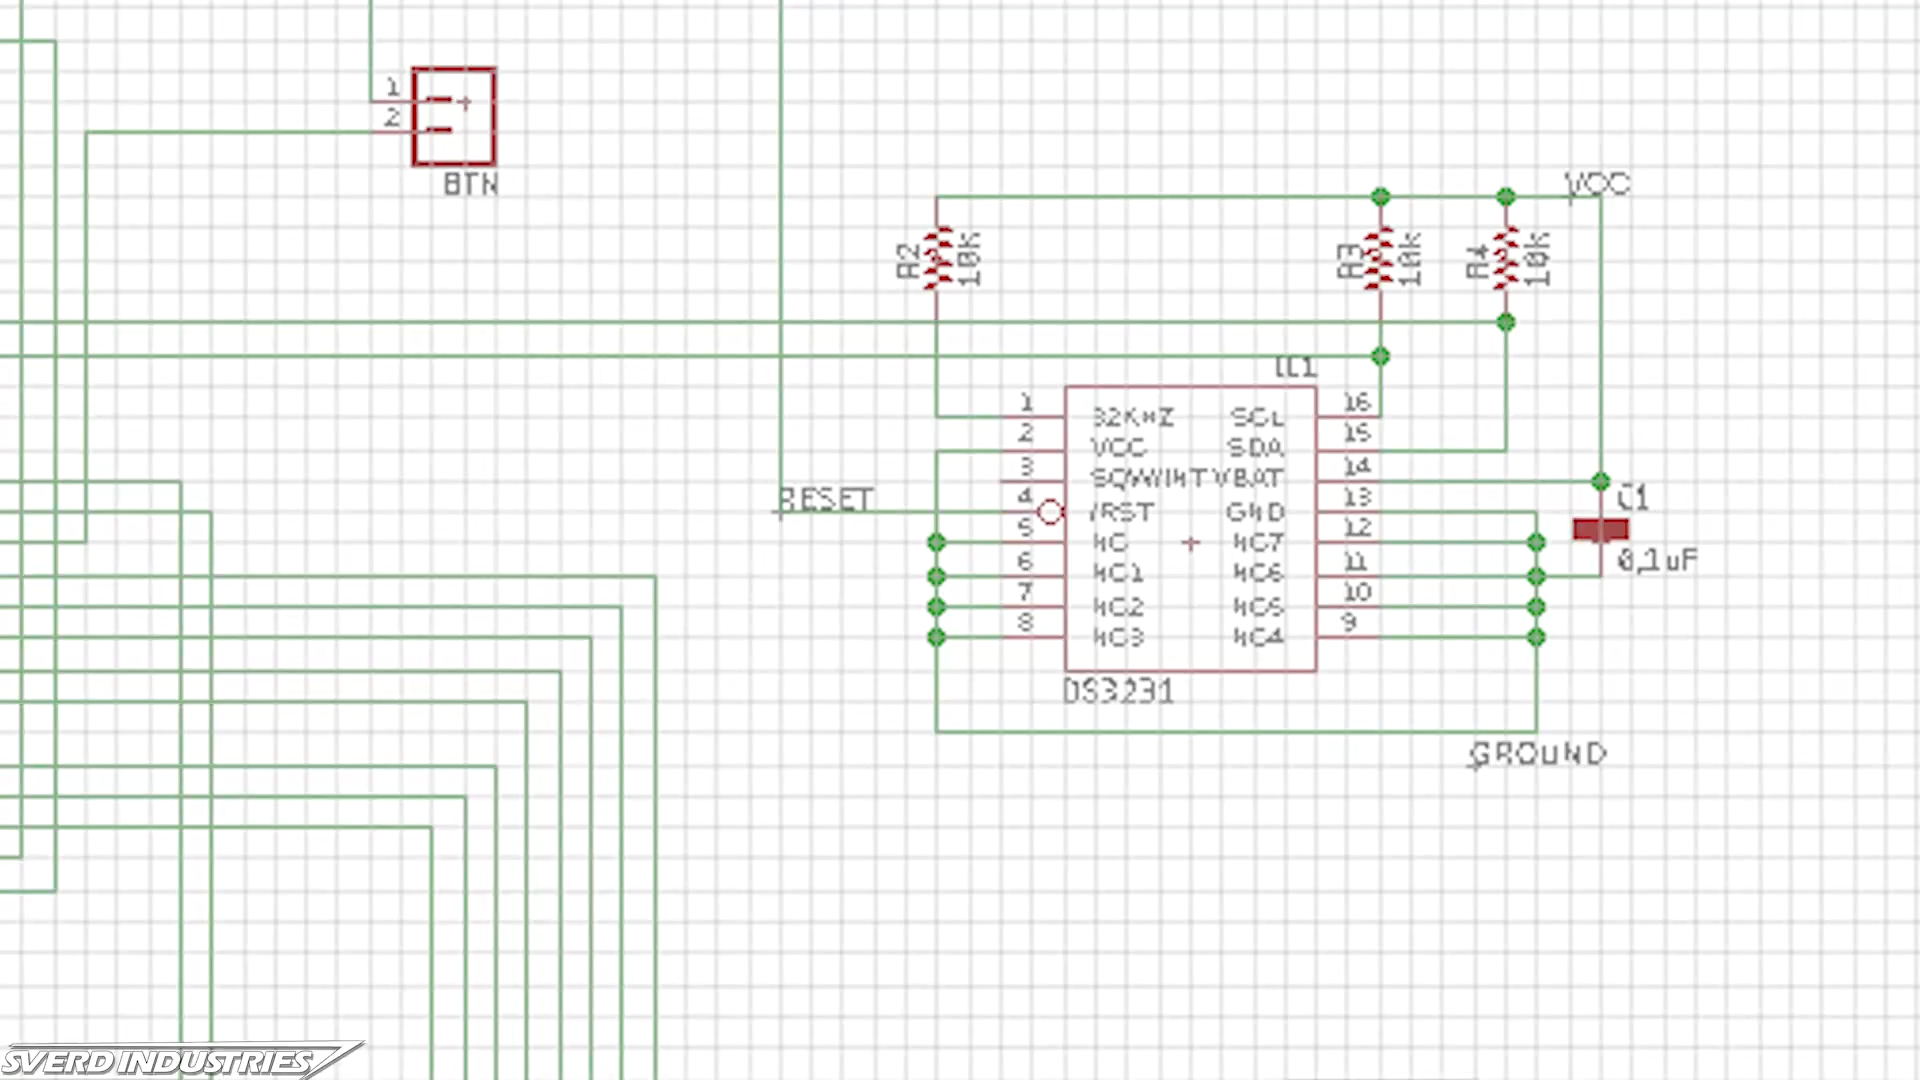 1
2
BTN
VCC
R2
10k
R3
10k
R4
10k
IC1
1 32KHZ SCL 16
2 VCC SDA 15
3 SQW/INT VBAT 14
RESET 4 /RST GND 13
5 NC NC7 12
6 NC1 NC6 11
7 NC2 NC5 10
8 NC3 NC4 9
C1
0,1uF
DS3231
GROUND
SVERD INDUSTRIES